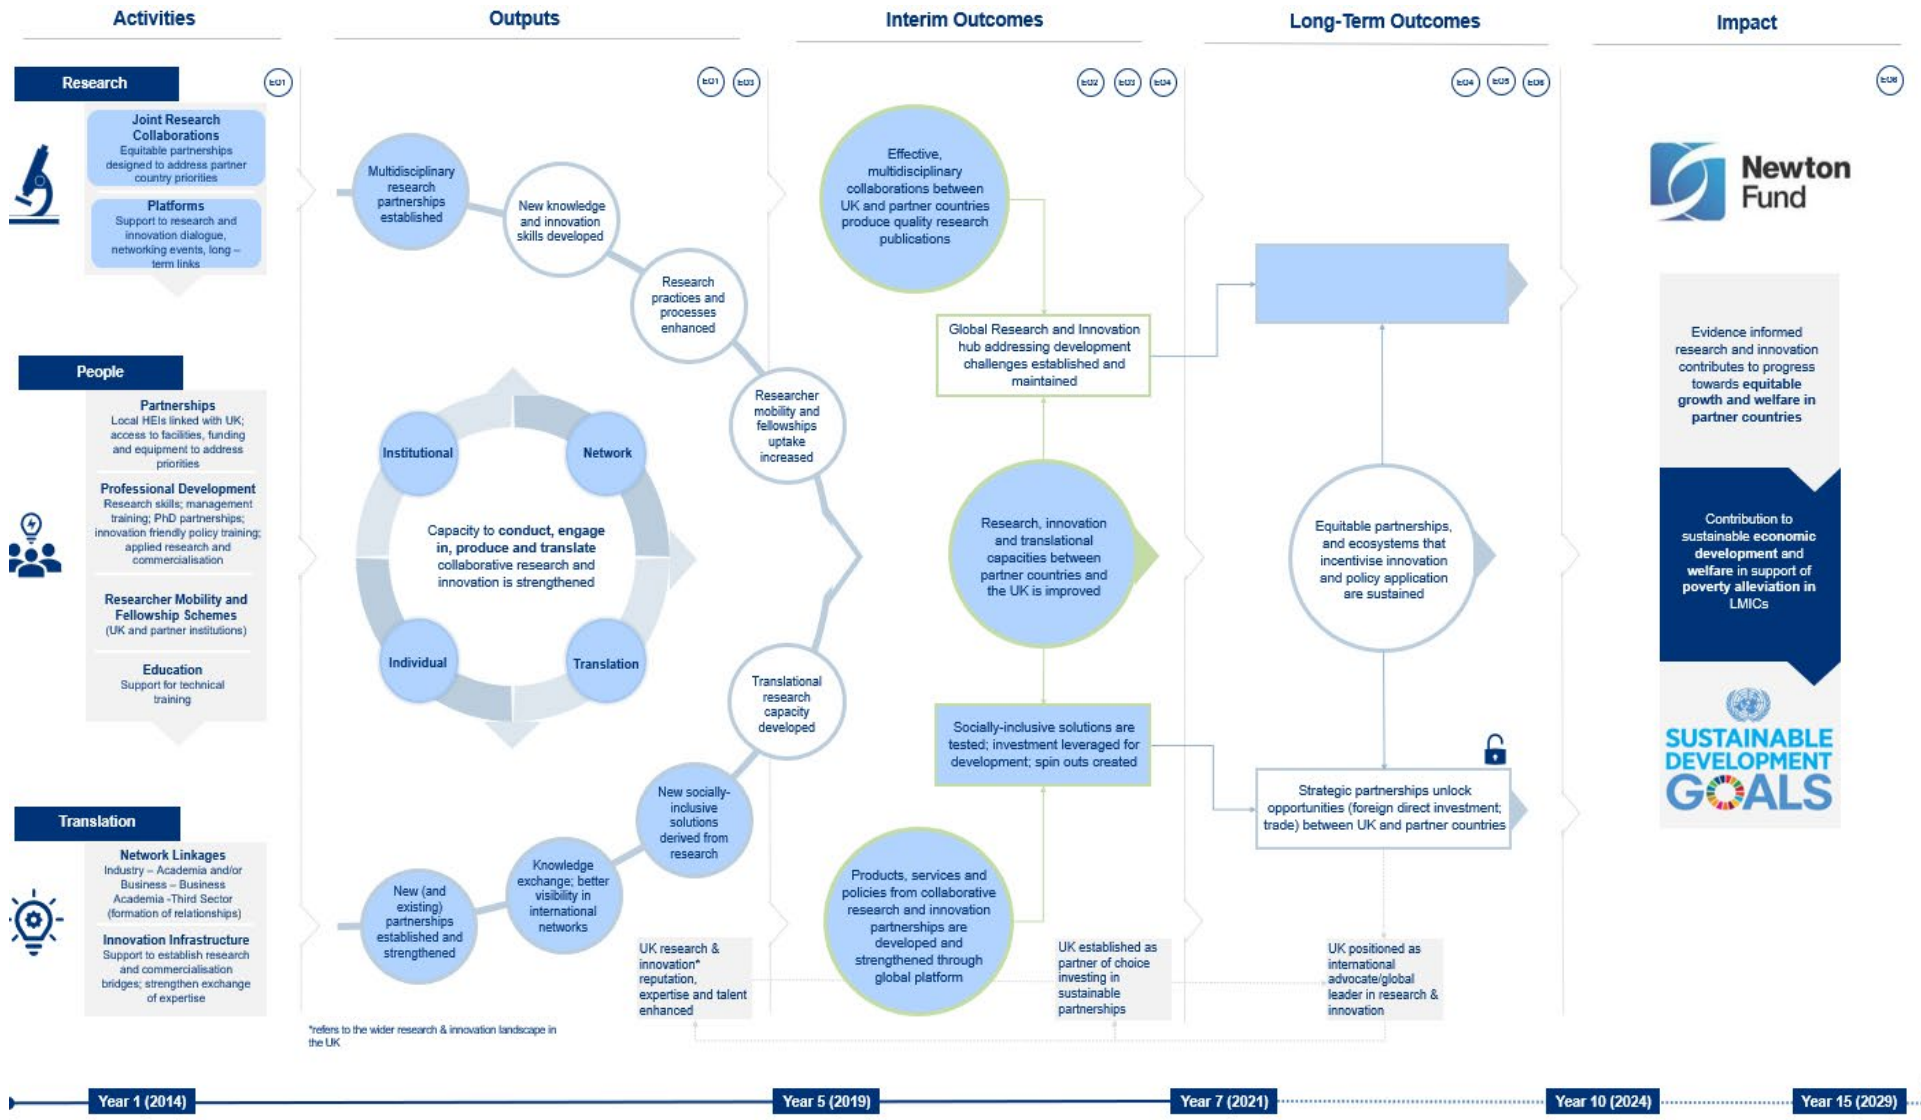 Activities
Outputs
Interim Outcomes
Long-Term Outcomes
Impact
Research
EO1
EO1
EO3
EO2
EO3
EO4
EO4
EO5
EO6
EO6
Joint Research
Collaborations
Equitable partnerships
designed to address partner
country priorities
Platforms
Support to research and
innovation dialogue,
networking events, long –
term links
People
Partnerships
Local HEIs linked with UK;
access to facilities, funding
and equipment to address
priorities
Professional Development
Research skills; management
training; PhD partnerships;
innovation friendly policy training;
applied research and
commercialisation
Researcher Mobility and
Fellowship Schemes
(UK and partner institutions)
Education
Support for technical
training
Translation
Network Linkages
Industry – Academia and/or
Business – Business
Academia -Third Sector
(formation of relationships)
Innovation Infrastructure
Support to establish research
and commercialisation
bridges; strengthen exchange
of expertise
Multidisciplinary
research
partnerships
established
New knowledge
and innovation
skills developed
Research
practices and
processes
enhanced
Researcher
mobility and
fellowships
uptake
increased
Institutional
Network
Capacity to conduct, engage
in, produce and translate
collaborative research and
innovation is strengthened
Individual
Translation
Translational
research
capacity
developed
New socially-
inclusive
solutions
derived from
research
Knowledge
exchange; better
visibility in
international
networks
New (and
existing)
partnerships
established and
strengthened
UK research &
innovation*
reputation,
expertise and talent
enhanced
*refers to the wider research & innovation landscape in
the UK
Effective,
multidisciplinary
collaborations between
UK and partner countries
produce quality research
publications
Global Research and Innovation
hub addressing development
challenges established and
maintained
Research, innovation
and translational
capacities between
partner countries and
the UK is improved
Socially-inclusive solutions are
tested; investment leveraged for
development; spin outs created
Products, services and
policies from collaborative
research and innovation
partnerships are
developed and
strengthened through
global platform
UK established as
partner of choice
investing in
sustainable
partnerships
Equitable partnerships,
and ecosystems that
incentivise innovation
and policy application
are sustained
Strategic partnerships unlock
opportunities (foreign direct investment;
trade) between UK and partner countries
UK positioned as
international
advocate/global
leader in research &
innovation
Newton
Fund
Evidence informed
research and innovation
contributes to progress
towards equitable
growth and welfare in
partner countries
Contribution to
sustainable economic
development and
welfare in support of
poverty alleviation in
LMICs
SUSTAINABLE
DEVELOPMENT
GOALS
Year 1 (2014)
Year 5 (2019)
Year 7 (2021)
Year 10 (2024)
Year 15 (2029)